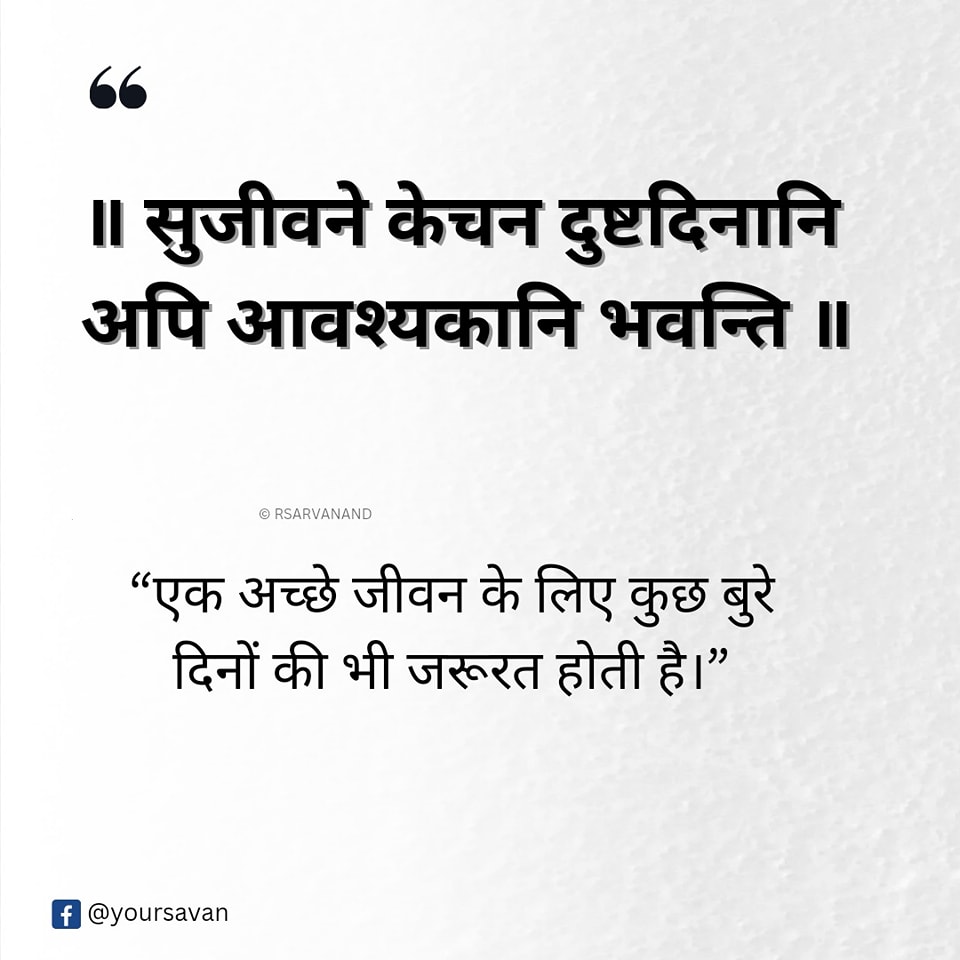 “
॥ सुजीवने केचन दुष्टदिनानि
अपि आवश्यकानि भवन्ति ॥
© RSARVANAND
“एक अच्छे जीवन के लिए कुछ बुरे
दिनों की भी जरूरत होती है।”
@yoursavan